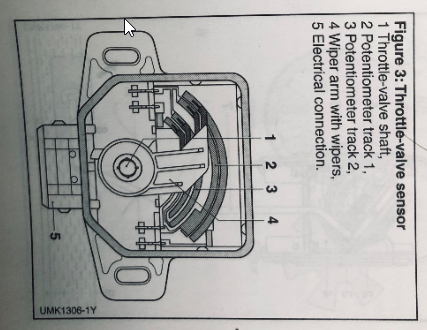 Figure 3: Throttle-valve sensor
1 Throttle-valve shaft,
2 Potentiometer track 1,
3 Potentiometer track 2,
4 Wiper arm with wipers,
5 Electrical connection.
1
2
3
4
5
UMK1306-1Y